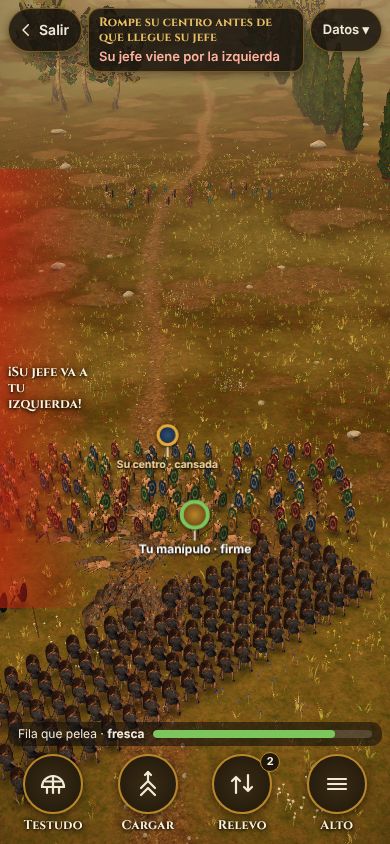 Salir
Rompe su centro antes de
que llegue su jefe
Su jefe viene por la izquierda
Datos ▾
¡Su jefe va a
tu
izquierda!
Su centro · cansada
Tu manípulo · firme
Fila que pelea · fresca
2
Testudo
Cargar
Relevo
Alto